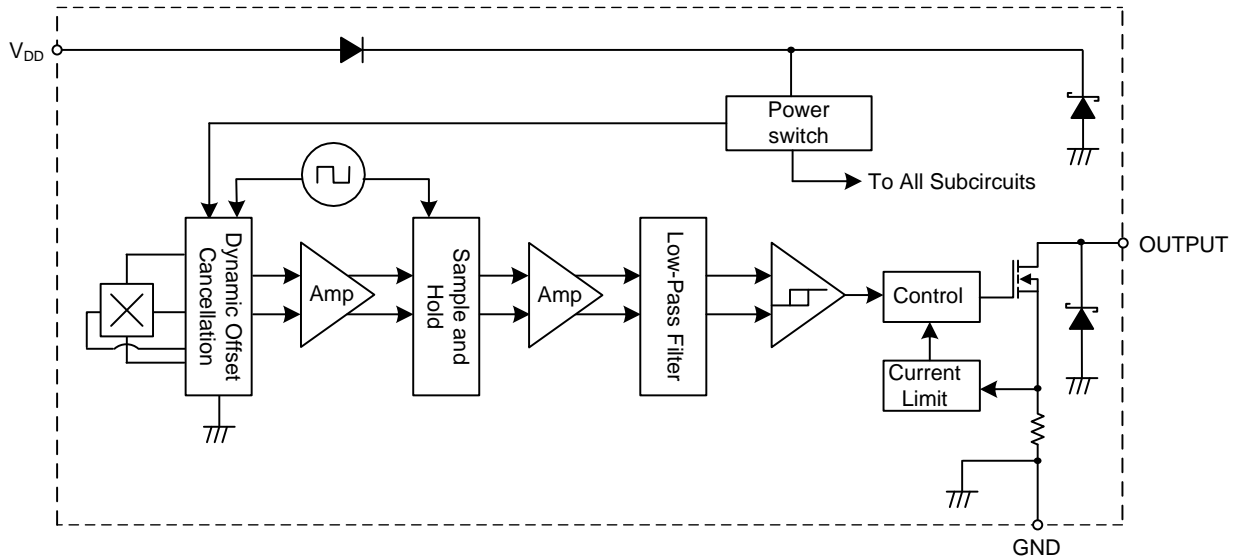 V_DD
Power
switch
To All Subcircuits
Dynamic Offset
Cancellation
Amp
Sample and
Hold
Amp
Low-Pass Filter
Control
Current
Limit
OUTPUT
GND